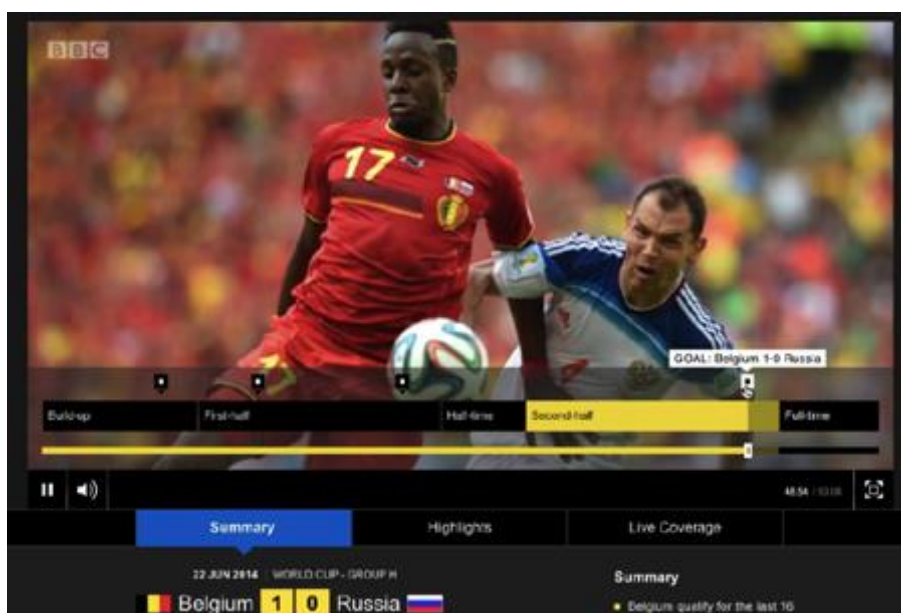 BBC
17
17
GOAL: Belgium 1-0 Russia
Build-up First-half Half-time Second-half Full-time
Summary Highlights Live Coverage
22 JUN 2014 WORLD CUP - GROUP H
Belgium 1 0 Russia
Summary
Belgium qualify for the last 16